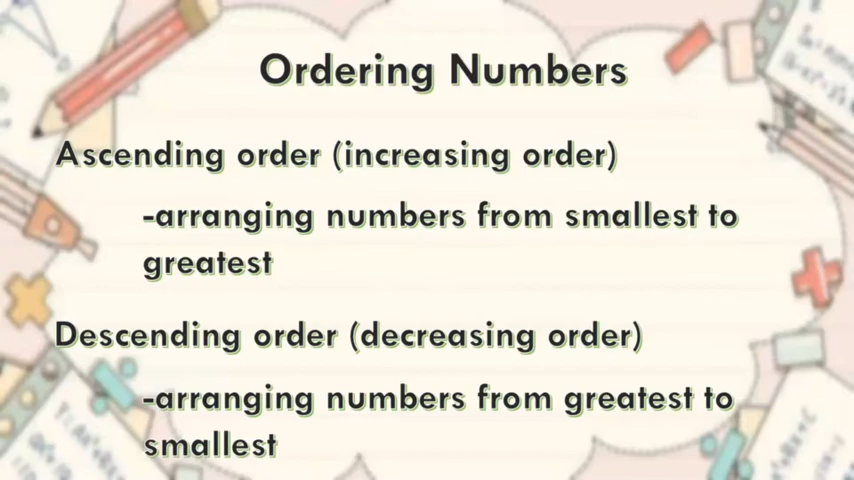 Ordering Numbers
Ascending order (increasing order)
-arranging numbers from smallest to
greatest
Descending order (decreasing order)
-arranging numbers from greatest to
smallest